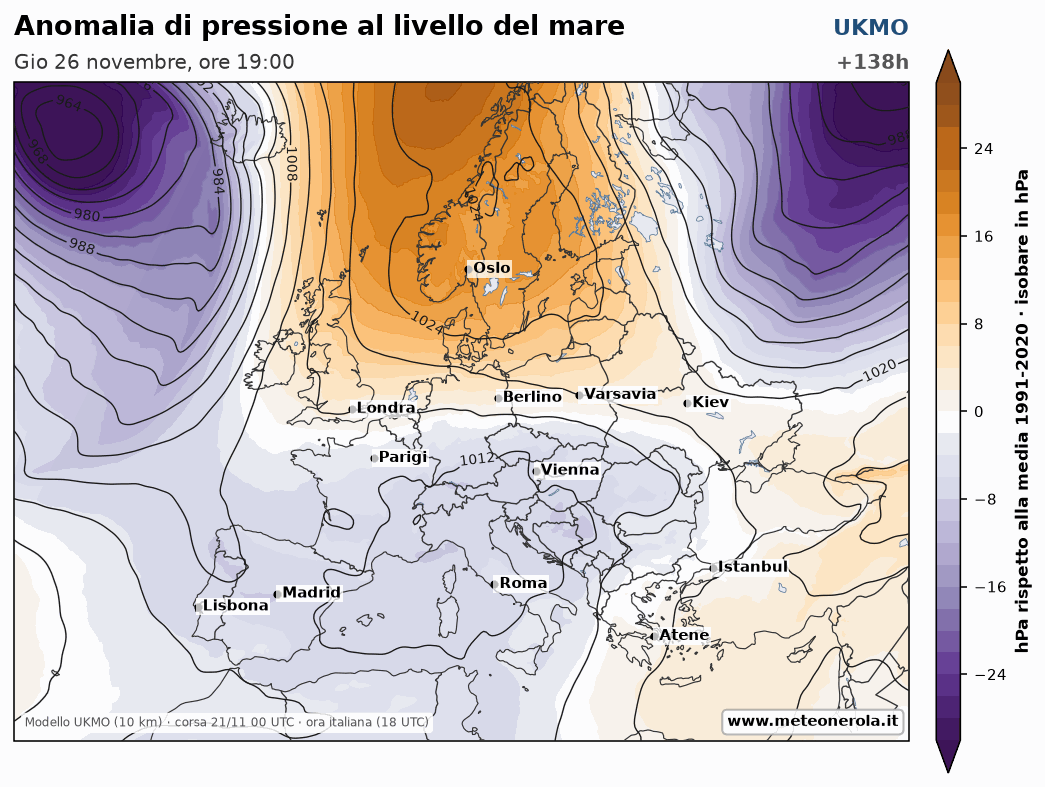 Anomalia di pressione al livello del mare
UKMO
Gio 26 novembre, ore 19:00
+138h
964
968
980
984
988
1008
988
1024
1024
1020
1012
Oslo
Londra
Berlino
Varsavia
Kiev
Parigi
Vienna
Istanbul
Madrid
Roma
Lisbona
Atene
24
16
8
0
−8
−16
−24
hPa rispetto alla media 1991-2020 · isobare in hPa
Modello UKMO (10 km) · corsa 21/11 00 UTC · ora italiana (18 UTC)
www.meteonerola.it